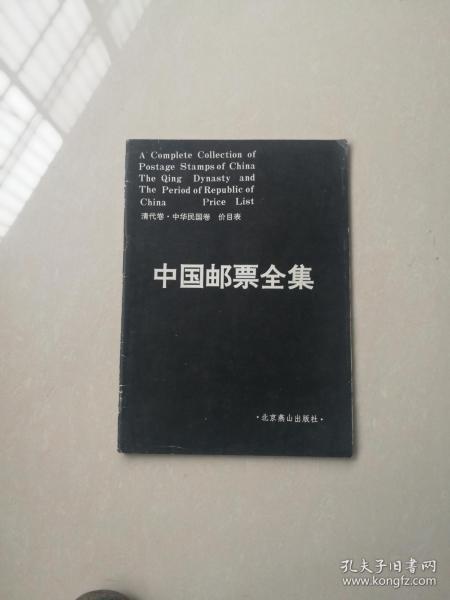 A Complete Collection of
Postage Stamps of China
The Qing Dynasty and
The Period of Republic of
China Price List
清代卷·中华民国卷 价目表
中国邮票全集
·北京燕山出版社·
孔夫子旧书网
www.kongfz.com